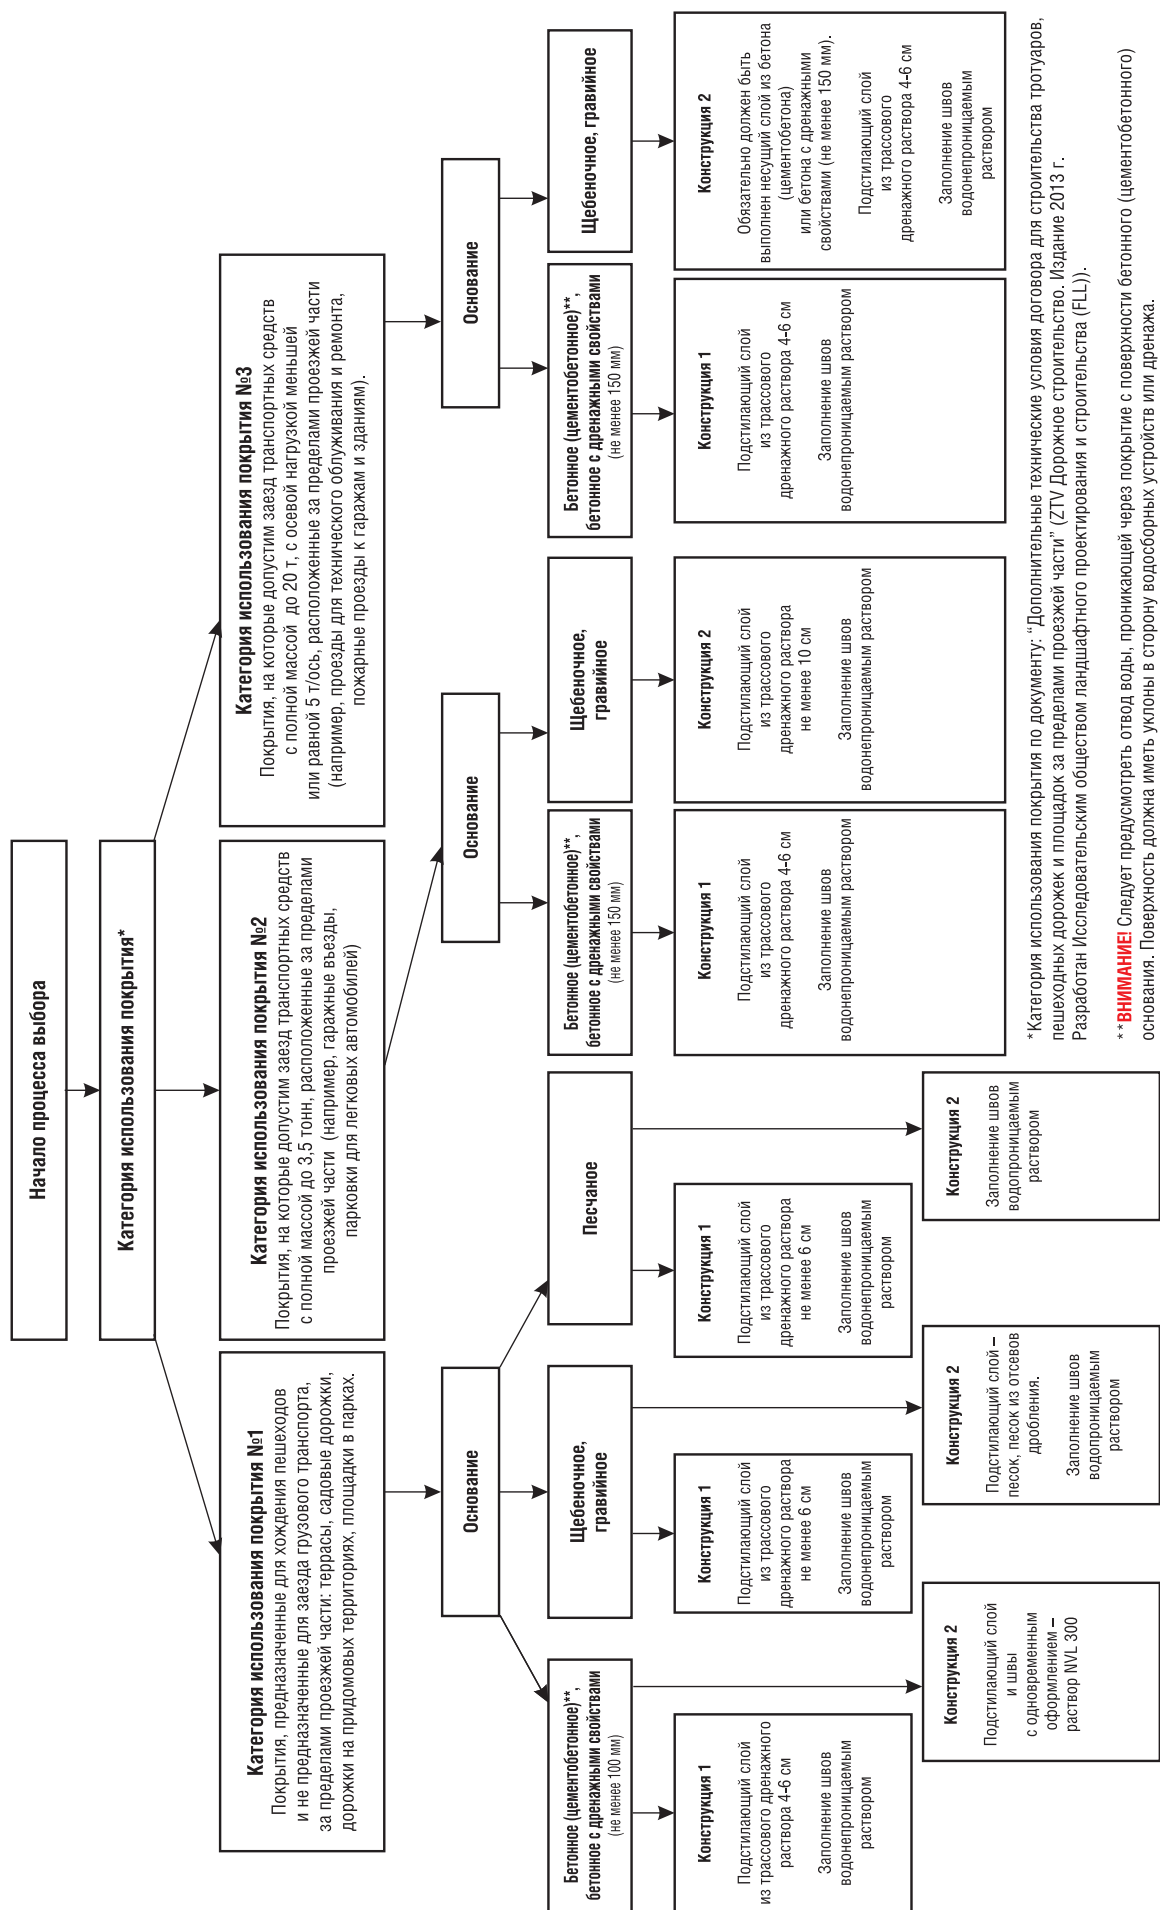 Начало процесса выбора
Категория использования покрытия*
Категория использования покрытия №1
Покрытия, предназначенные для хождения пешеходов
и не предназначенные для заезда грузового транспорта,
за пределами проезжей части: террасы, садовые дорожки,
дорожки на придомовых территориях, площадки в парках.
Категория использования покрытия №2
Покрытия, на которые допустим заезд транспортных средств
с полной массой до 3,5 тонн, расположенные за пределами
проезжей части (например, гаражные въезды,
парковки для легковых автомобилей)
Категория использования покрытия №3
Покрытия, на которые допустим заезд транспортных средств
с полной массой до 20 т, с осевой нагрузкой меньшей
или равной 5 т/ось, расположенные за пределами проезжей части
(например, проезды для технического облуживания и ремонта,
пожарные проезды к гаражам и зданиям).
Основание
Основание
Основание
Бетонное (цементобетонное)**,
бетонное с дренажными свойствами
(не менее 100 мм)
Щебеночное,
гравийное
Песчаное
Бетонное (цементобетонное)**,
бетонное с дренажными свойствами
(не менее 150 мм)
Щебеночное,
гравийное
Бетонное (цементобетонное)**,
бетонное с дренажными свойствами
(не менее 150 мм)
Щебеночное, гравийное
Конструкция 1
Подстилающий слой
из трассового дренажного
раствора 4-6 см
Заполнение швов
водонепроницаемым
раствором
Конструкция 1
Подстилающий слой
из трассового
дренажного раствора
не менее 6 см
Заполнение швов
водонепроницаемым
раствором
Конструкция 1
Подстилающий слой
из трассового
дренажного раствора
не менее 6 см
Заполнение швов
водонепроницаемым
раствором
Конструкция 1
Подстилающий слой
из трассового
дренажного раствора 4-6 см
Заполнение швов
водонепроницаемым раствором
Конструкция 2
Подстилающий слой
из трассового
дренажного раствора
не менее 10 см
Заполнение швов
водонепроницаемым раствором
Конструкция 1
Подстилающий слой
из трассового
дренажного раствора 4-6 см
Заполнение швов
водонепроницаемым раствором
Конструкция 2
Обязательно должен быть
выполнен несущий слой из бетона
(цементобетона)
или бетона с дренажными
свойствами (не менее 150 мм).
Подстилающий слой
из трассового
дренажного раствора 4-6 см
Заполнение швов
водонепроницаемым
раствором
Конструкция 2
Подстилающий слой
и швы
с одновременным
оформлением –
раствор NVL 300
Конструкция 2
Подстилающий слой –
песок, песок из отсевов
дробления.
Заполнение швов
водопроницаемым
раствором
Конструкция 2
Заполнение швов
водопроницаемым
раствором
*Категория использования покрытия по документу: “Дополнительные технические условия договора для строительства тротуаров,
пешеходных дорожек и площадок за пределами проезжей части” (ZTV Дорожное строительство. Издание 2013 г.
Разработан Исследовательским обществом ландшафтного проектирования и строительства (FLL)).
**ВНИМАНИЕ! Следует предусмотреть отвод воды, проникающей через покрытие с поверхности бетонного (цементобетонного)
основания. Поверхность должна иметь уклоны в сторону водосборных устройств или дренажа.